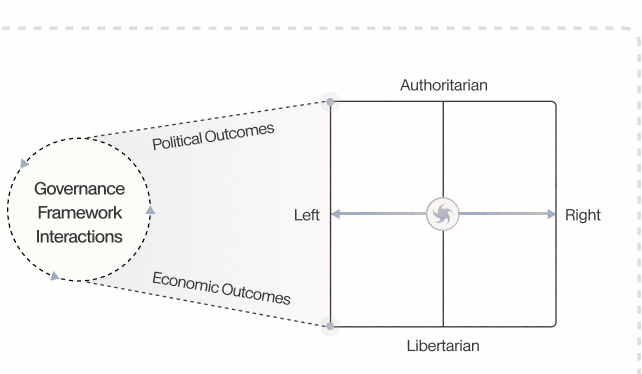 Authoritarian
Political Outcomes
Governance
Framework
Interactions
Left
Right
Economic Outcomes
Libertarian